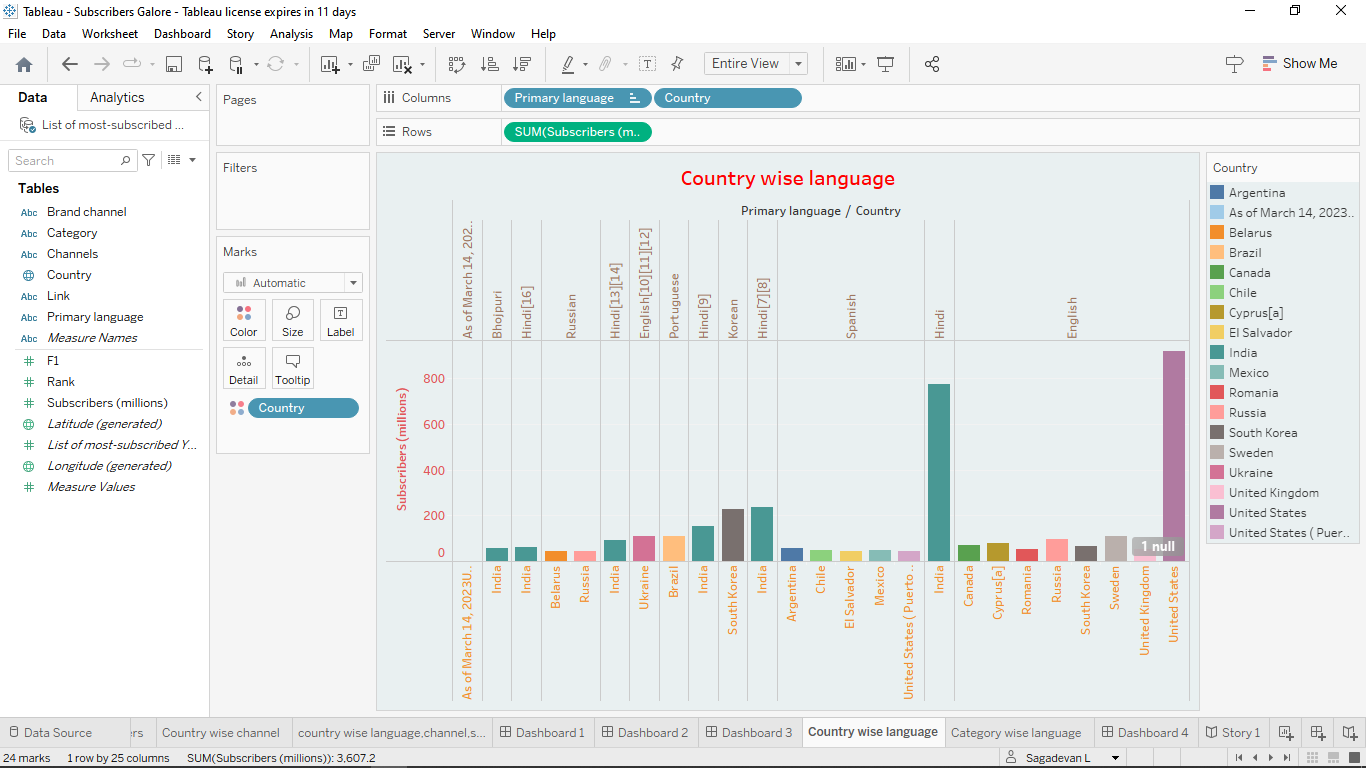 Tableau - Subscribers Galore - Tableau license expires in 11 days
File Data Worksheet Dashboard Story Analysis Map Format Server Window Help
Entire View
Show Me
Data Analytics
List of most-subscribed ...
Search
Tables
Abc Brand channel
Abc Category
Abc Channels
Country
Abc Link
Abc Primary language
Abc Measure Names
F1
Rank
Subscribers (millions)
Latitude (generated)
List of most-subscribed Y...
Longitude (generated)
Measure Values
Pages
Filters
Marks
Automatic
Color Size Label
Detail Tooltip
Country
Columns Primary language Country
Rows SUM(Subscribers (m..
Country wise language
Primary language / Country
As of March 14, 202..
Bhojpuri
Hindi[16]
Russian
Hindi[13][14]
English[10][11][12]
Portuguese
Hindi[9]
Korean
Hindi[7][8]
Spanish
Hindi
English
Subscribers (millions)
800
600
400
200
0
1 null
As of March 14, 2023U..
India
India
Belarus
Russia
India
Ukraine
Brazil
India
South Korea
India
Argentina
Chile
El Salvador
Mexico
United States ( Puerto ..
India
Canada
Cyprus[a]
Romania
Russia
South Korea
Sweden
United Kingdom
United States
Country
Argentina
As of March 14, 2023..
Belarus
Brazil
Canada
Chile
Cyprus[a]
El Salvador
India
Mexico
Romania
Russia
South Korea
Sweden
Ukraine
United Kingdom
United States
United States ( Puer..
Data Source ers Country wise channel country wise language,channel,s... Dashboard 1 Dashboard 2 Dashboard 3 Country wise language Category wise language Dashboard 4 Story 1
24 marks 1 row by 25 columns SUM(Subscribers (millions)): 3,607.2 Sagadevan L